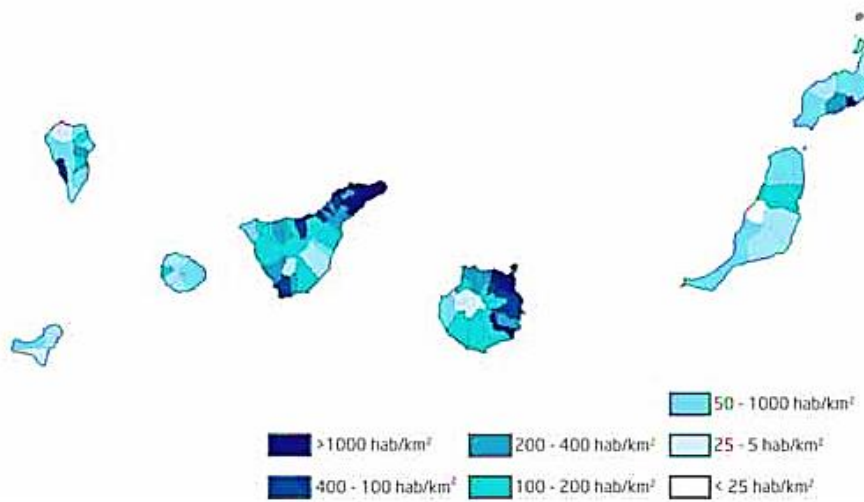 50 - 1000 hab/km²
>1000 hab/km²
200 - 400 hab/km²
25 - 5 hab/km²
400 - 100 hab/km²
100 - 200 hab/km²
< 25 hab/km²